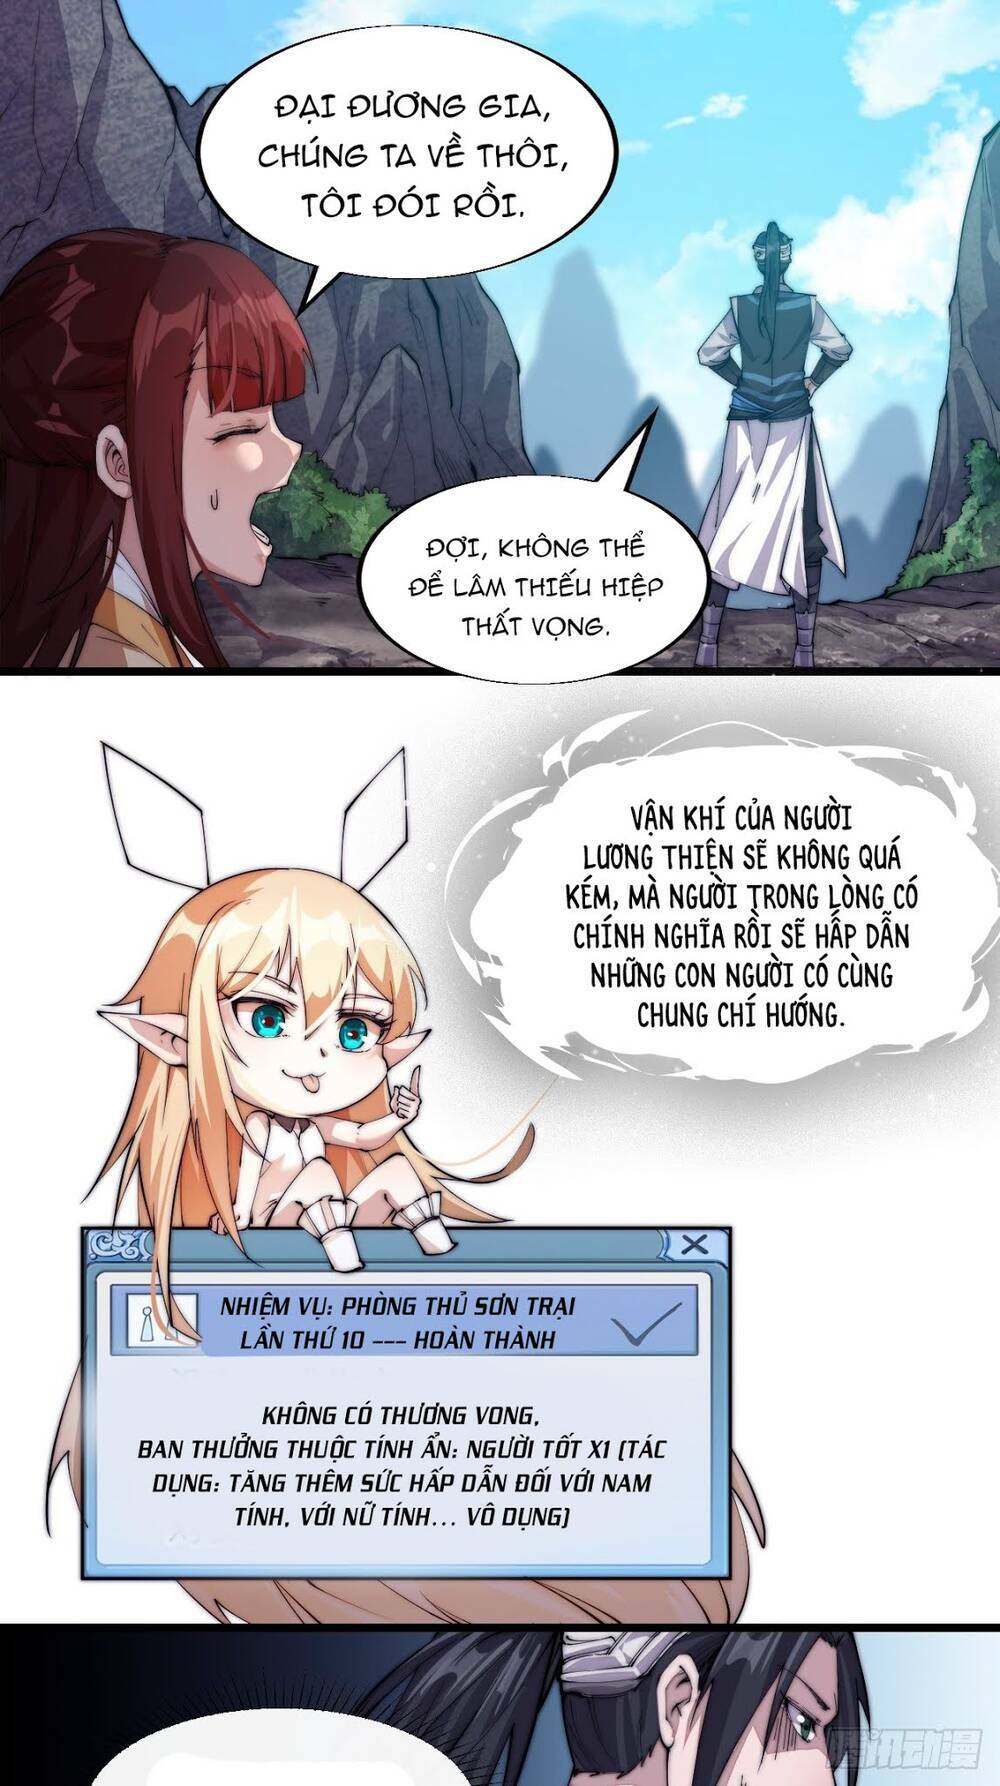 ĐẠI ĐƯƠNG GIA,
CHÚNG TA VỀ THÔI,
TÔI ĐÓI RỒI.
ĐỢI, KHÔNG THỂ
ĐỂ LÂM THIẾU HIỆP
THẤT VỌNG.
VẬN KHÍ CỦA NGƯỜI
LƯƠNG THIỆN SẼ KHÔNG QUÁ
KÉM, MÀ NGƯỜI TRONG LÒNG CÓ
CHÍNH NGHĨA RỒI SẼ HẤP DẪN
NHỮNG CON NGƯỜI CÓ CÙNG
CHUNG CHÍ HƯỚNG.
NHIỆM VỤ: PHÒNG THỦ SƠN TRẠI
LẦN THỨ 10 --- HOÀN THÀNH
KHÔNG CÓ THƯƠNG VONG,
BAN THƯỞNG THUỘC TÍNH ẨN: NGƯỜI TỐT X1 (TÁC
DỤNG: TĂNG THÊM SỨC HẤP DẪN ĐỐI VỚI NAM
TÍNH, VỚI NỮ TÍNH... VÔ DỤNG)
腾讯动漫